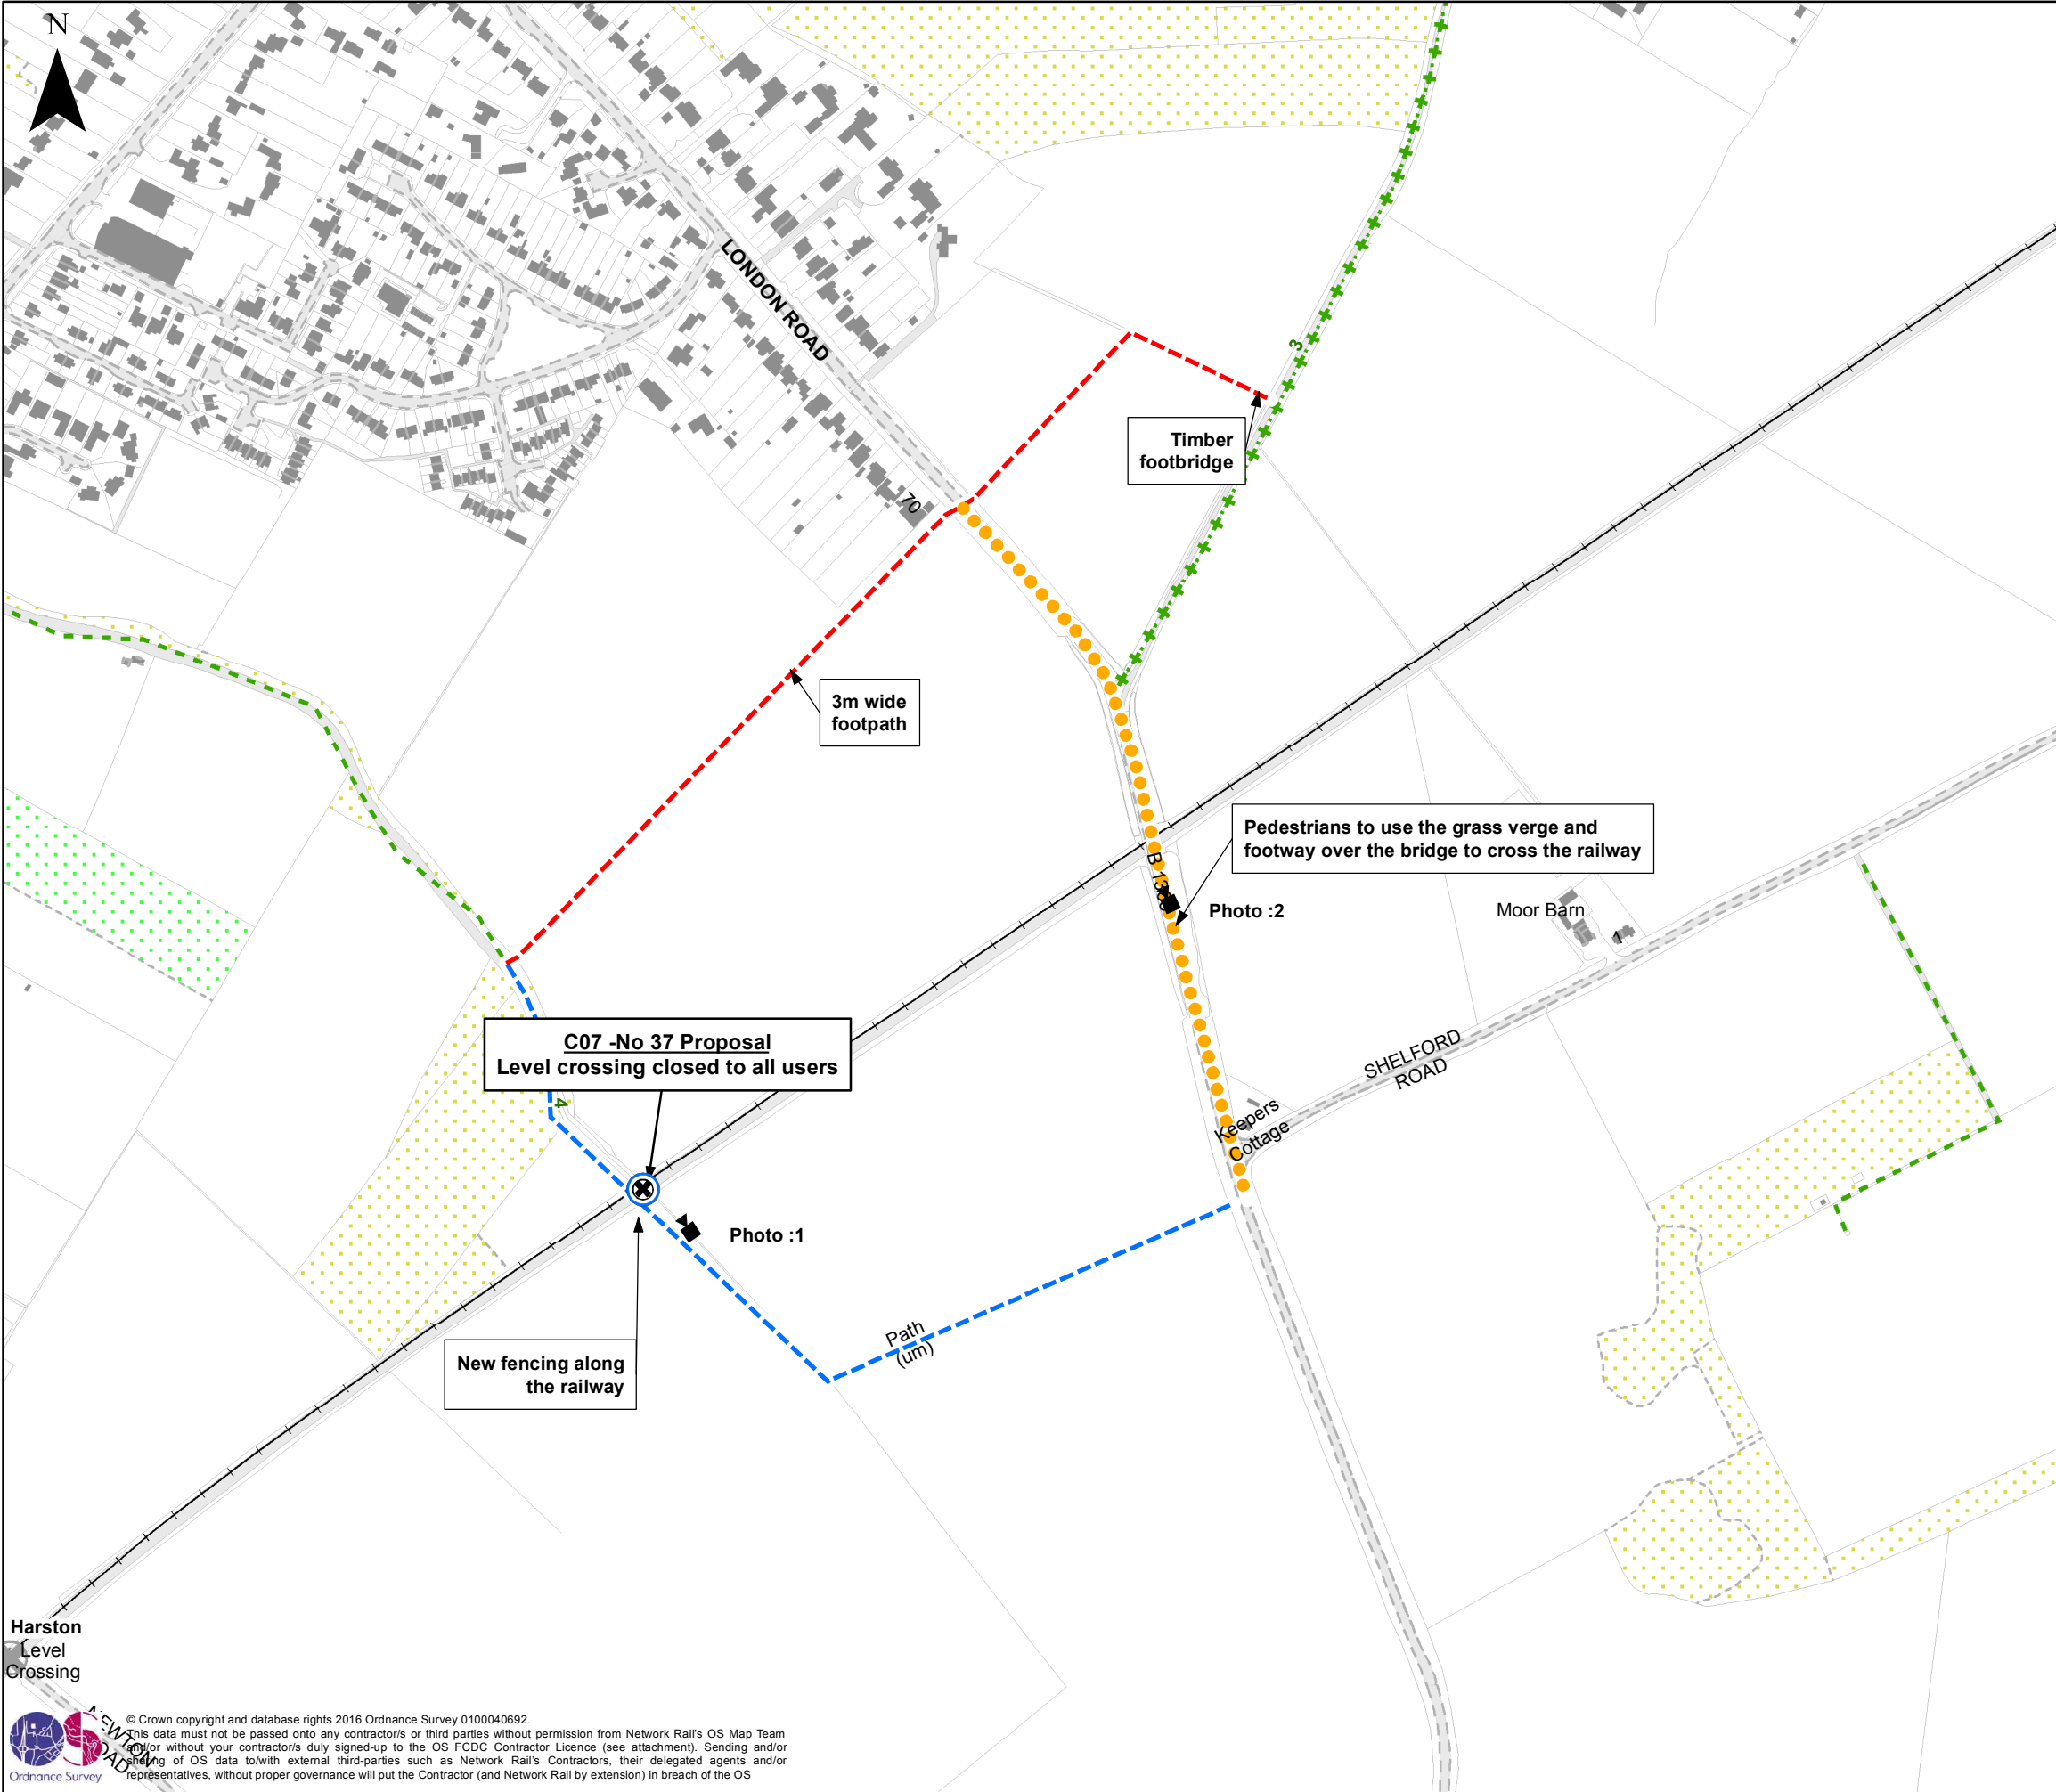 N
LONDON ROAD
3
Timber
footbridge
70
3m wide
footpath
Pedestrians to use the grass verge and
footway over the bridge to cross the railway
Photo :2
Moor Barn
1
C07 -No 37 Proposal
Level crossing closed to all users
4
SHELFORD
ROAD
Keepers
Cottage
Photo :1
Path
(um)
New fencing along
the railway
Harston
Level
Crossing
NEWTON
ROAD
© Crown copyright and database rights 2016 Ordnance Survey 0100040692.
This data must not be passed onto any contractor/s or third parties without permission from Network Rail's OS Map Team
and/or without your contractor/s duly signed-up to the OS FCDC Contractor Licence (see attachment). Sending and/or
sharing of OS data to/with external third-parties such as Network Rail's Contractors, their delegated agents and/or
representatives, without proper governance will put the Contractor (and Network Rail by extension) in breach of the OS
Ordnance Survey